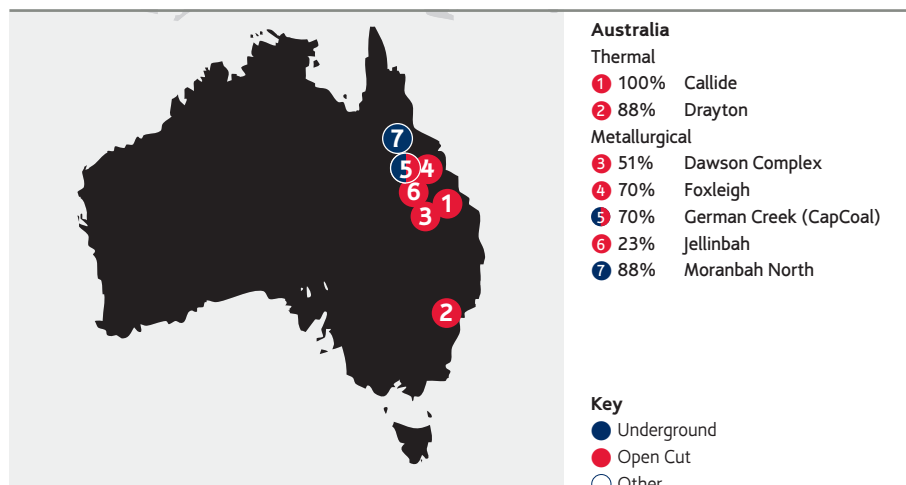 Australia
Thermal
1 100% Callide
2 88% Drayton
Metallurgical
3 51% Dawson Complex
4 70% Foxleigh
5 70% German Creek (CapCoal)
6 23% Jellinbah
7 88% Moranbah North
7
5 4
6
1
3
2
Key
Underground
Open Cut
Other